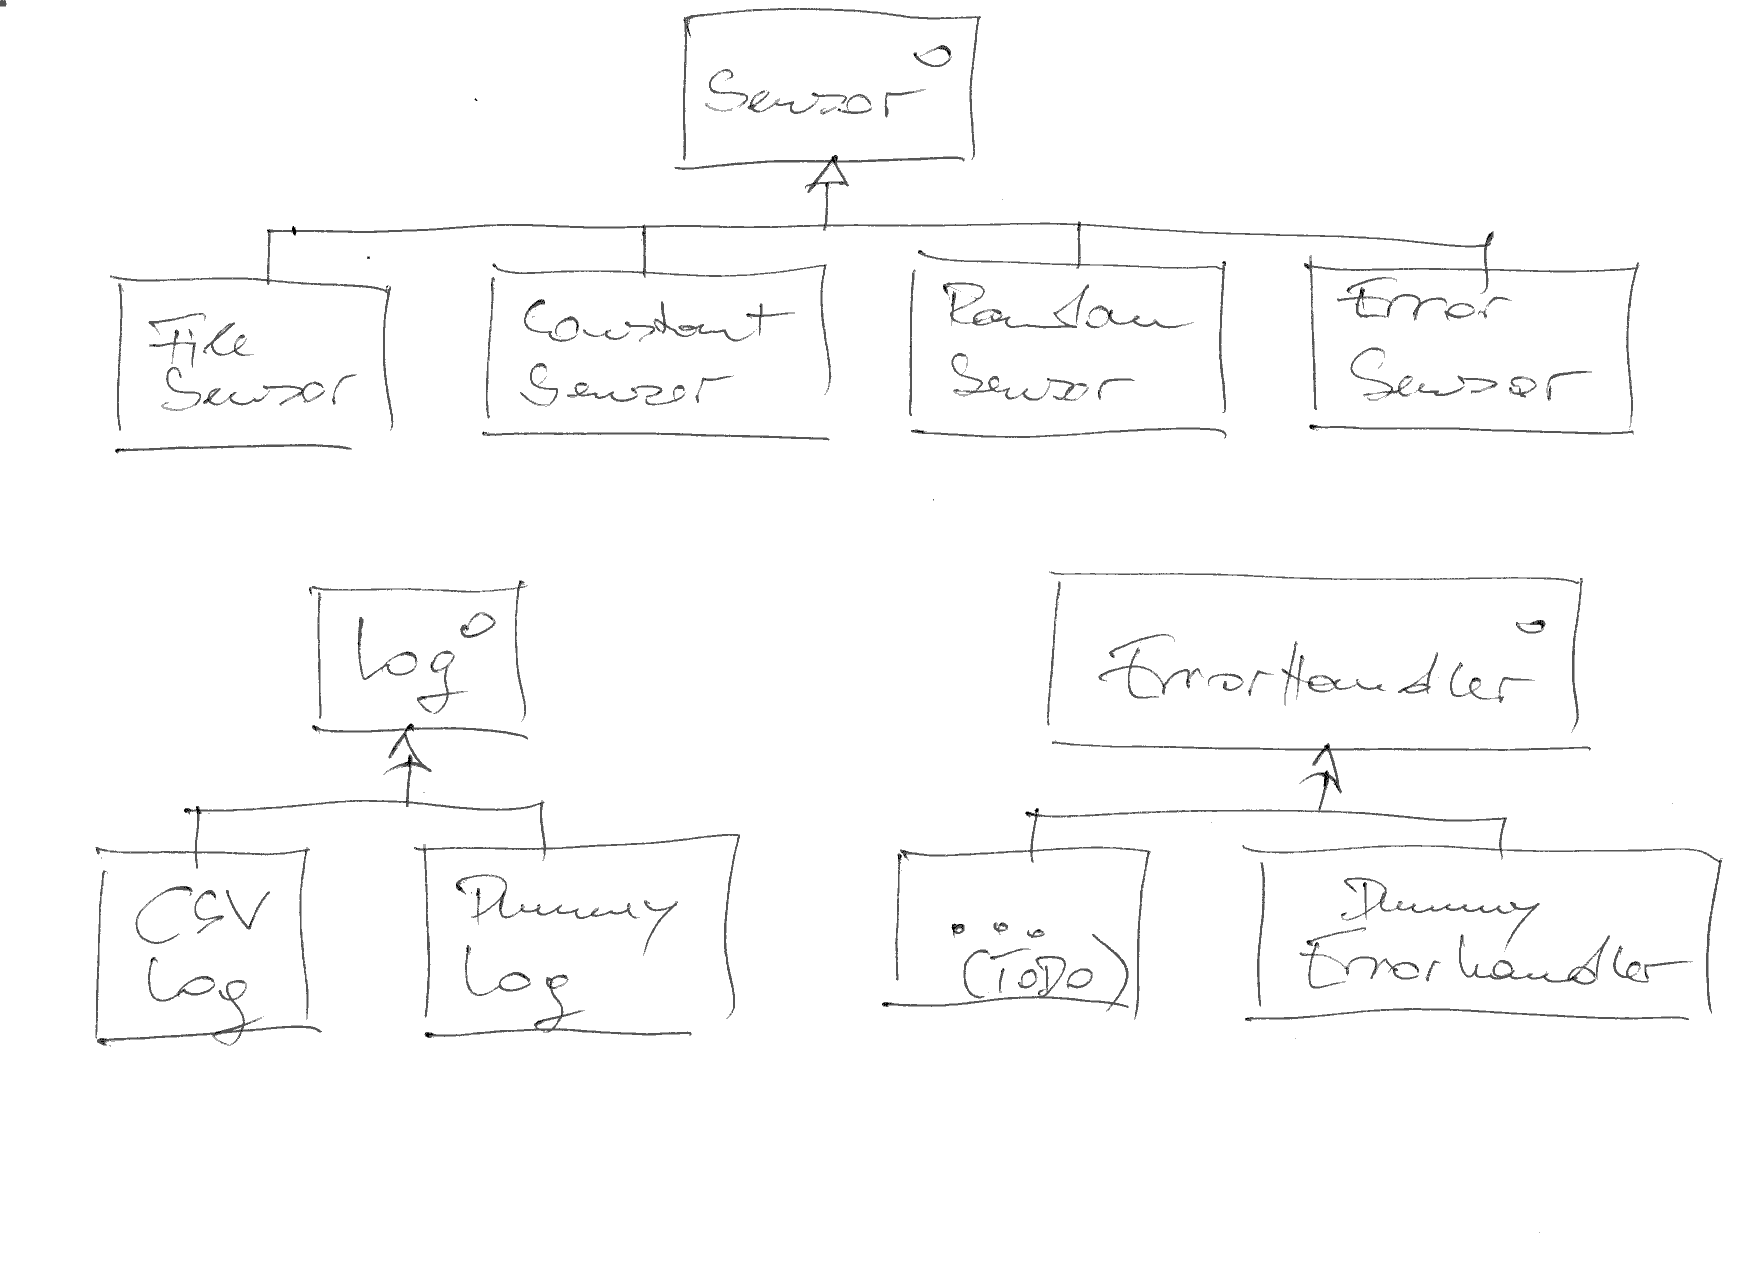 Sensor
File
Sensor
Constant
Sensor
Random
Sensor
Error
Sensor
Log
ErrorHandler
CSV
Log
Dummy
Log
...
(ToDo)
Dummy
Errorhandler